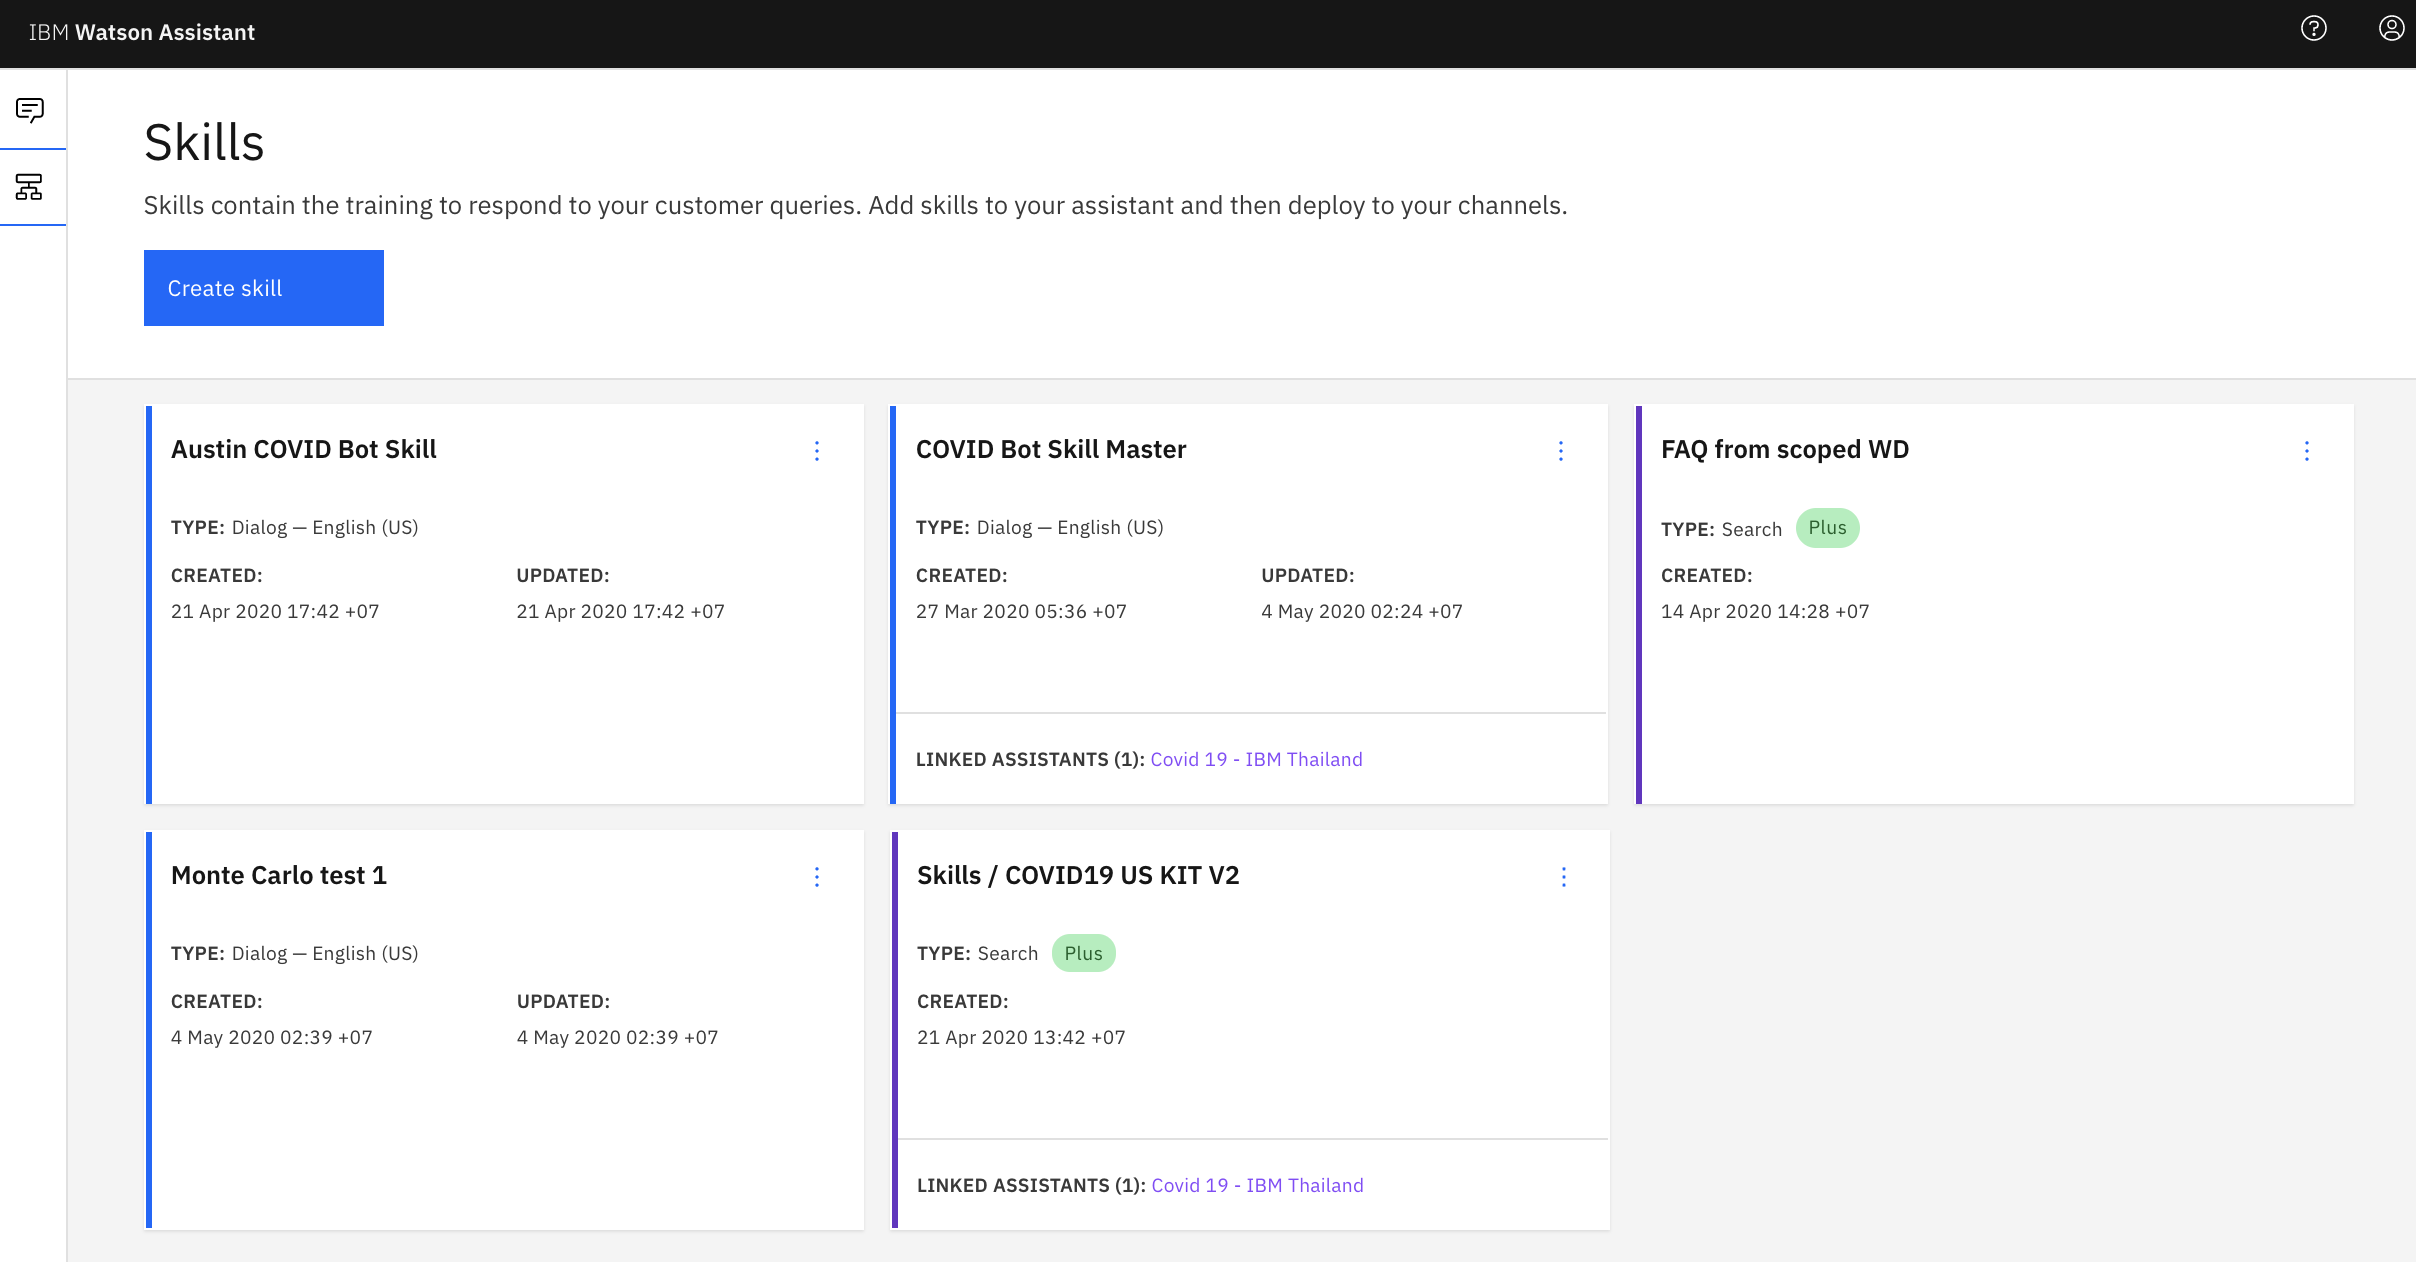 IBM Watson Assistant
Skills
Skills contain the training to respond to your customer queries. Add skills to your assistant and then deploy to your channels.
Create skill
Austin COVID Bot Skill
TYPE: Dialog — English (US)
CREATED: UPDATED:
21 Apr 2020 17:42 +07 21 Apr 2020 17:42 +07
COVID Bot Skill Master
TYPE: Dialog — English (US)
CREATED: UPDATED:
27 Mar 2020 05:36 +07 4 May 2020 02:24 +07
LINKED ASSISTANTS (1): Covid 19 - IBM Thailand
FAQ from scoped WD
TYPE: Search Plus
CREATED:
14 Apr 2020 14:28 +07
Monte Carlo test 1
TYPE: Dialog — English (US)
CREATED: UPDATED:
4 May 2020 02:39 +07 4 May 2020 02:39 +07
Skills / COVID19 US KIT V2
TYPE: Search Plus
CREATED:
21 Apr 2020 13:42 +07
LINKED ASSISTANTS (1): Covid 19 - IBM Thailand